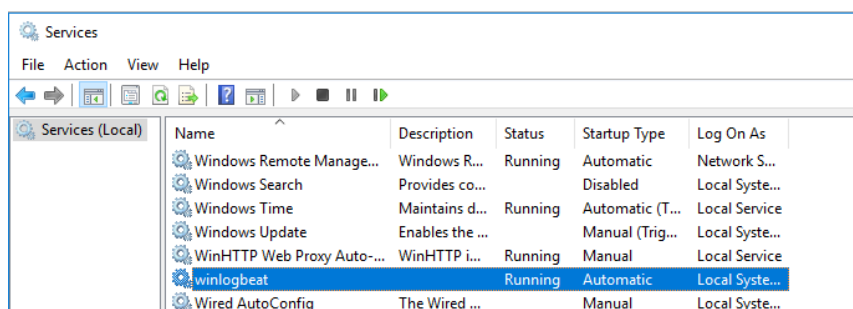 Services
File Action View Help
Services (Local)
Name Description Status Startup Type Log On As
Windows Remote Manage... Windows R... Running Automatic Network S...
Windows Search Provides co... Disabled Local Syste...
Windows Time Maintains d... Running Automatic (T... Local Service
Windows Update Enables the ... Manual (Trig... Local Syste...
WinHTTP Web Proxy Auto-... WinHTTP i... Running Manual Local Service
winlogbeat Running Automatic Local Syste...
Wired AutoConfig The Wired ... Manual Local Syste...